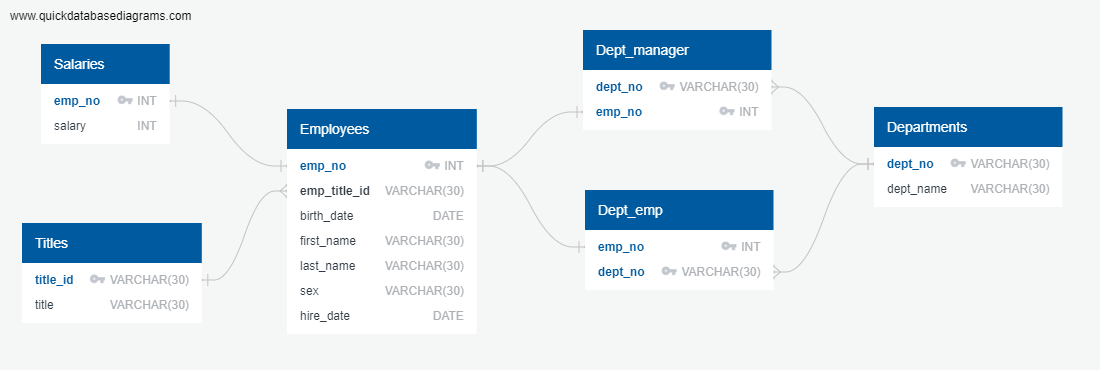 www.quickdatabasediagrams.com
Salaries
emp_no INT
salary INT
Titles
title_id VARCHAR(30)
title VARCHAR(30)
Employees
emp_no INT
emp_title_id VARCHAR(30)
birth_date DATE
first_name VARCHAR(30)
last_name VARCHAR(30)
sex VARCHAR(30)
hire_date DATE
Dept_manager
dept_no VARCHAR(30)
emp_no INT
Dept_emp
emp_no INT
dept_no VARCHAR(30)
Departments
dept_no VARCHAR(30)
dept_name VARCHAR(30)